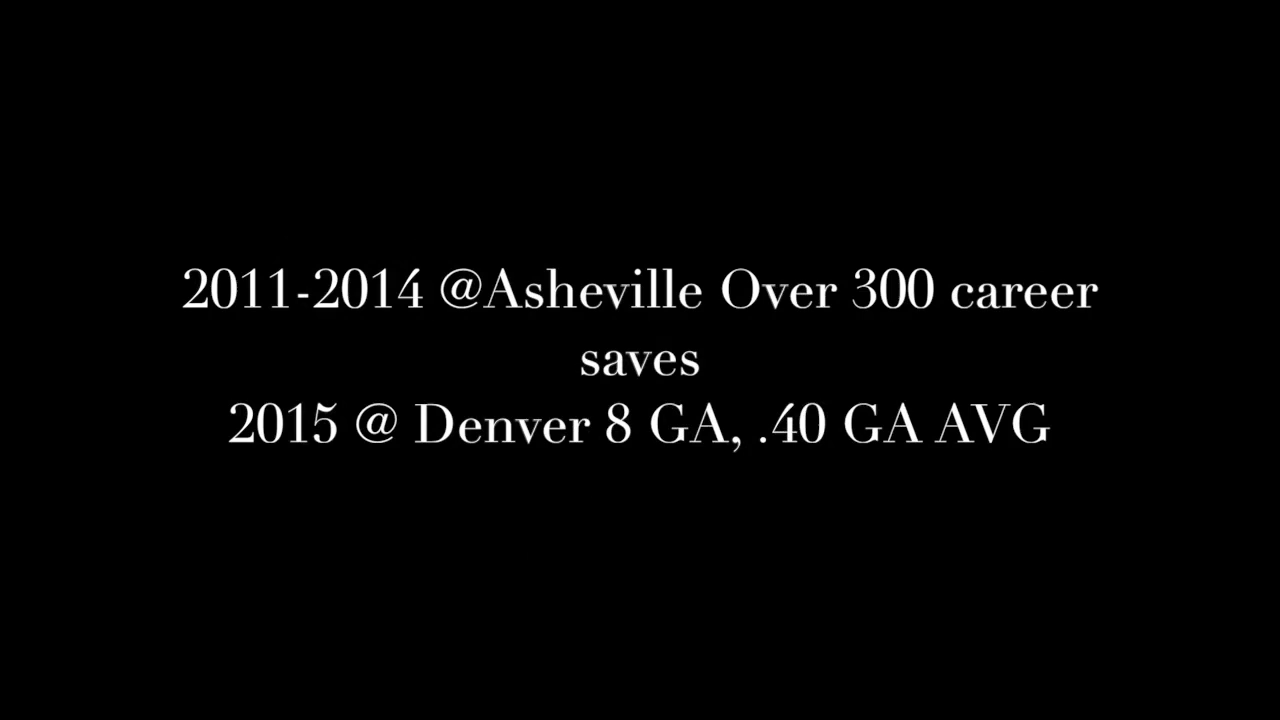 2011-2014 @Asheville Over 300 career
saves
2015 @ Denver 8 GA, .40 GA AVG